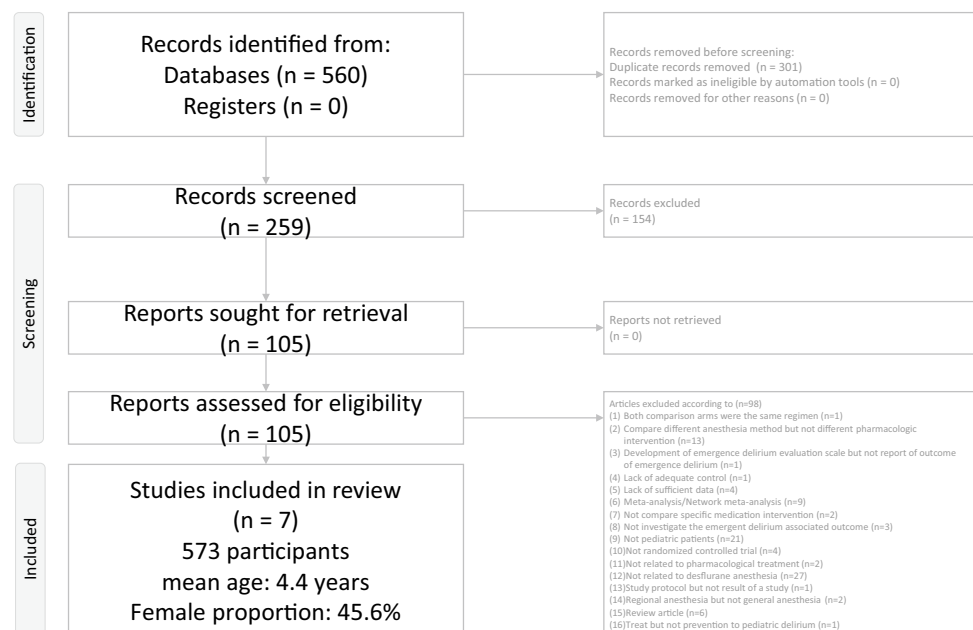 Identification
Records identified from:
Databases (n = 560)
Registers (n = 0)
Records removed before screening:
Duplicate records removed (n = 301)
Records marked as ineligible by automation tools (n = 0)
Records removed for other reasons (n = 0)
Screening
Records screened
(n = 259)
Records excluded
(n = 154)
Reports sought for retrieval
(n = 105)
Reports not retrieved
(n = 0)
Reports assessed for eligibility
(n = 105)
Articles excluded according to (n=98)
(1) Both comparison arms were the same regimen (n=1)
(2) Compare different anesthesia method but not different pharmacologic
intervention (n=13)
(3) Development of emergence delirium evaluation scale but not report of outcome
of emergence delirium (n=1)
(4) Lack of adequate control (n=1)
(5) Lack of sufficient data (n=4)
(6) Meta-analysis/Network meta-analysis (n=9)
(7) Not compare specific medication intervention (n=2)
(8) Not investigate the emergent delirium associated outcome (n=3)
(9) Not pediatric patients (n=21)
(10)Not randomized controlled trial (n=4)
(11)Not related to pharmacological treatment (n=2)
(12)Not related to desflurane anesthesia (n=27)
(13)Study protocol but not result of a study (n=1)
(14)Regional anesthesia but not general anesthesia (n=2)
(15)Review article (n=6)
(16)Treat but not prevention to pediatric delirium (n=1)
Included
Studies included in review
(n = 7)
573 participants
mean age: 4.4 years
Female proportion: 45.6%